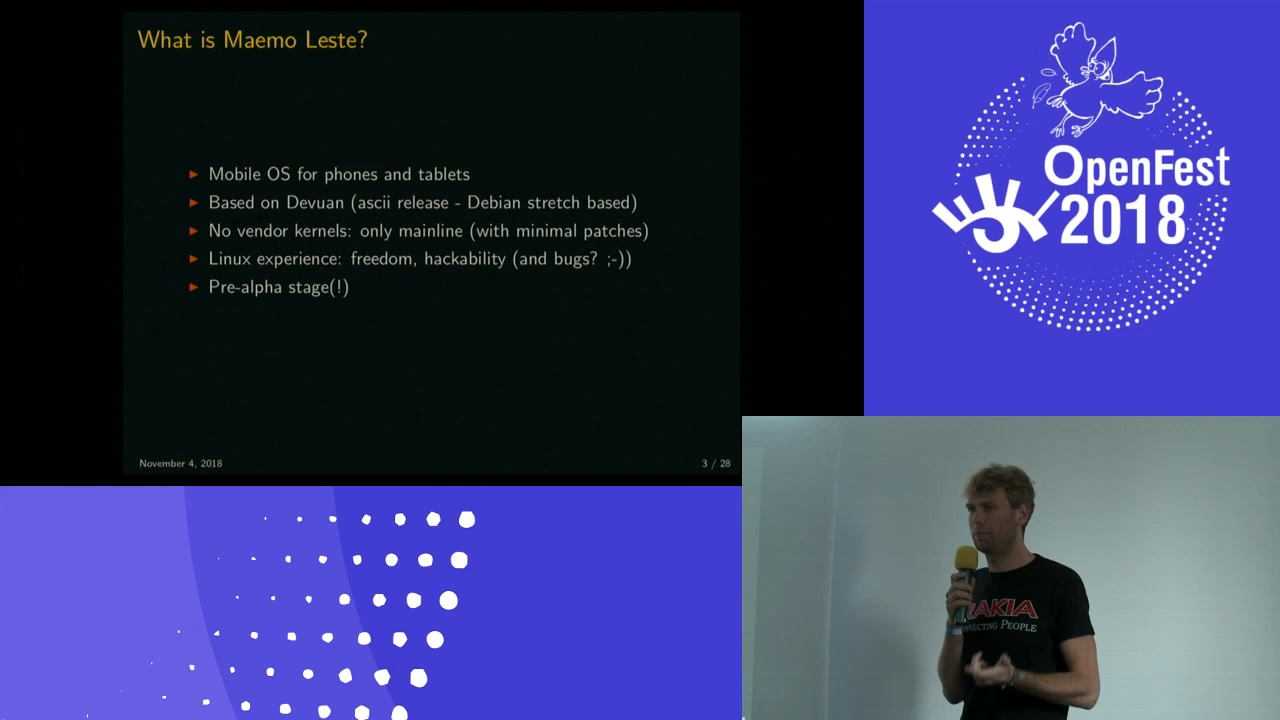 What is Maemo Leste?
Mobile OS for phones and tablets
Based on Devuan (ascii release - Debian stretch based)
No vendor kernels: only mainline (with minimal patches)
Linux experience: freedom, hackability (and bugs? ;-))
Pre-alpha stage(!)
November 4, 2018
3 / 28
OpenFest
2018
PEOPLE